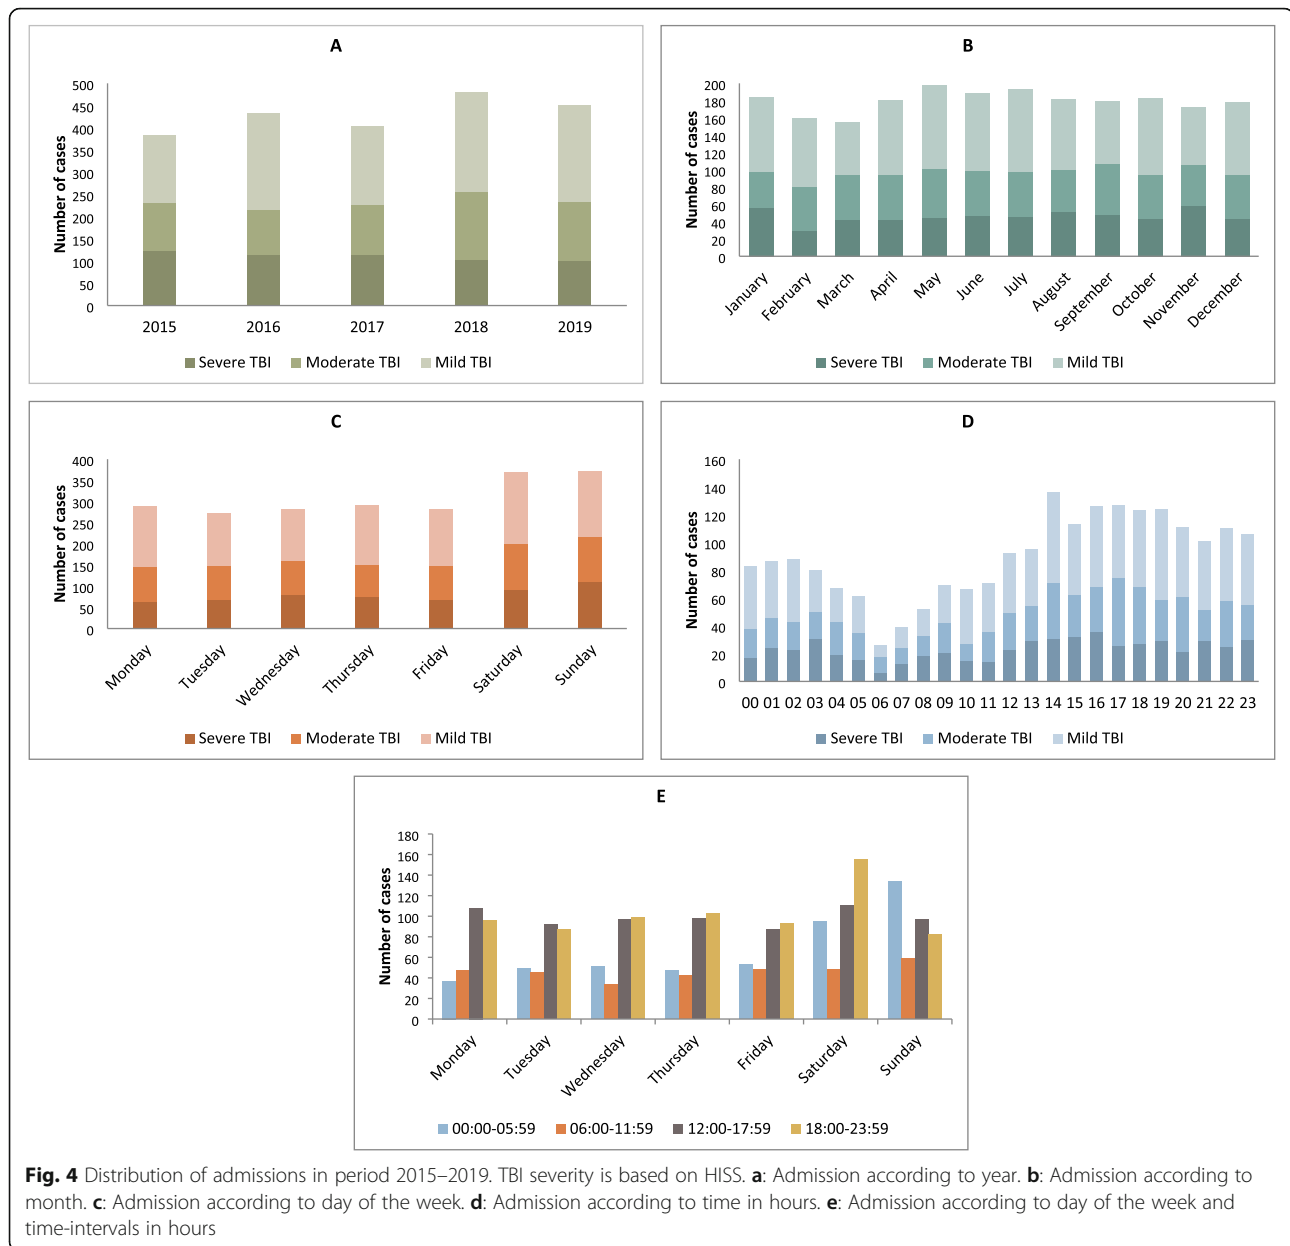 A
Number of cases
500
450
400
350
300
250
200
150
100
50
0
2015 2016 2017 2018 2019
Severe TBI Moderate TBI Mild TBI
B
Number of cases
200
180
160
140
120
100
80
60
40
20
0
January February March April May June July August September October November December
Severe TBI Moderate TBI Mild TBI
C
Number of cases
400
350
300
250
200
150
100
50
0
Monday Tuesday Wednesday Thursday Friday Saturday Sunday
Severe TBI Moderate TBI Mild TBI
D
Number of cases
160
140
120
100
80
60
40
20
0
00 01 02 03 04 05 06 07 08 09 10 11 12 13 14 15 16 17 18 19 20 21 22 23
Severe TBI Moderate TBI Mild TBI
E
Number of cases
180
160
140
120
100
80
60
40
20
0
Monday Tuesday Wednesday Thursday Friday Saturday Sunday
00:00-05:59 06:00-11:59 12:00-17:59 18:00-23:59
Fig. 4 Distribution of admissions in period 2015–2019. TBI severity is based on HISS. a: Admission according to year. b: Admission according to
month. c: Admission according to day of the week. d: Admission according to time in hours. e: Admission according to day of the week and
time-intervals in hours